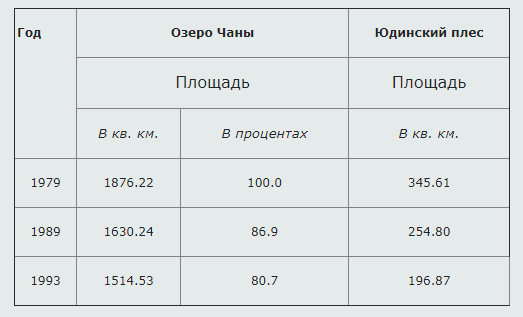 Год Озеро Чаны Юдинский плес
Площадь Площадь
В кв. км. В процентах В кв. км.
1979 1876.22 100.0 345.61
1989 1630.24 86.9 254.80
1993 1514.53 80.7 196.87